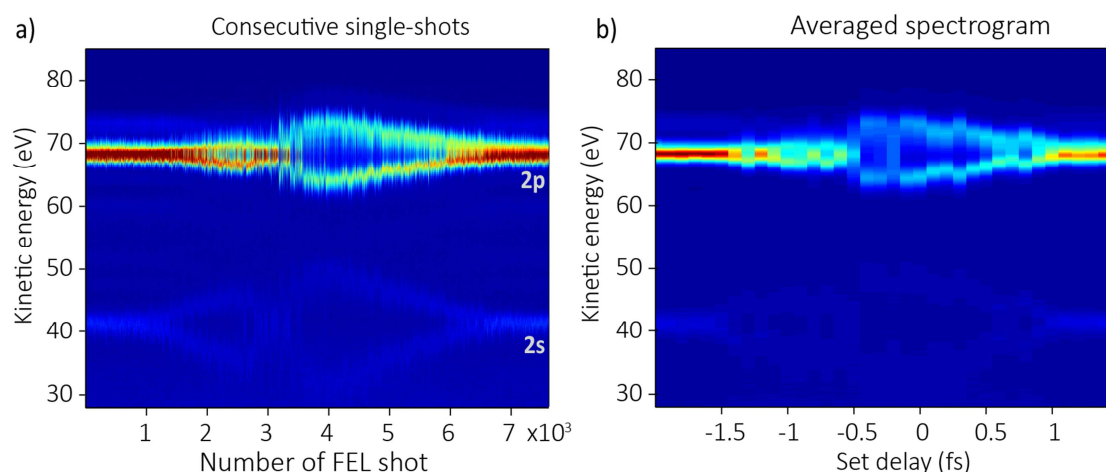 a)
Consecutive single-shots
Kinetic energy (eV)
80
70
60
50
40
30
2p
2s
1 2 3 4 5 6 7 x10³
Number of FEL shot
b)
Averaged spectrogram
Kinetic energy (eV)
80
70
60
50
40
30
-1.5 -1 -0.5 0 0.5 1
Set delay (fs)